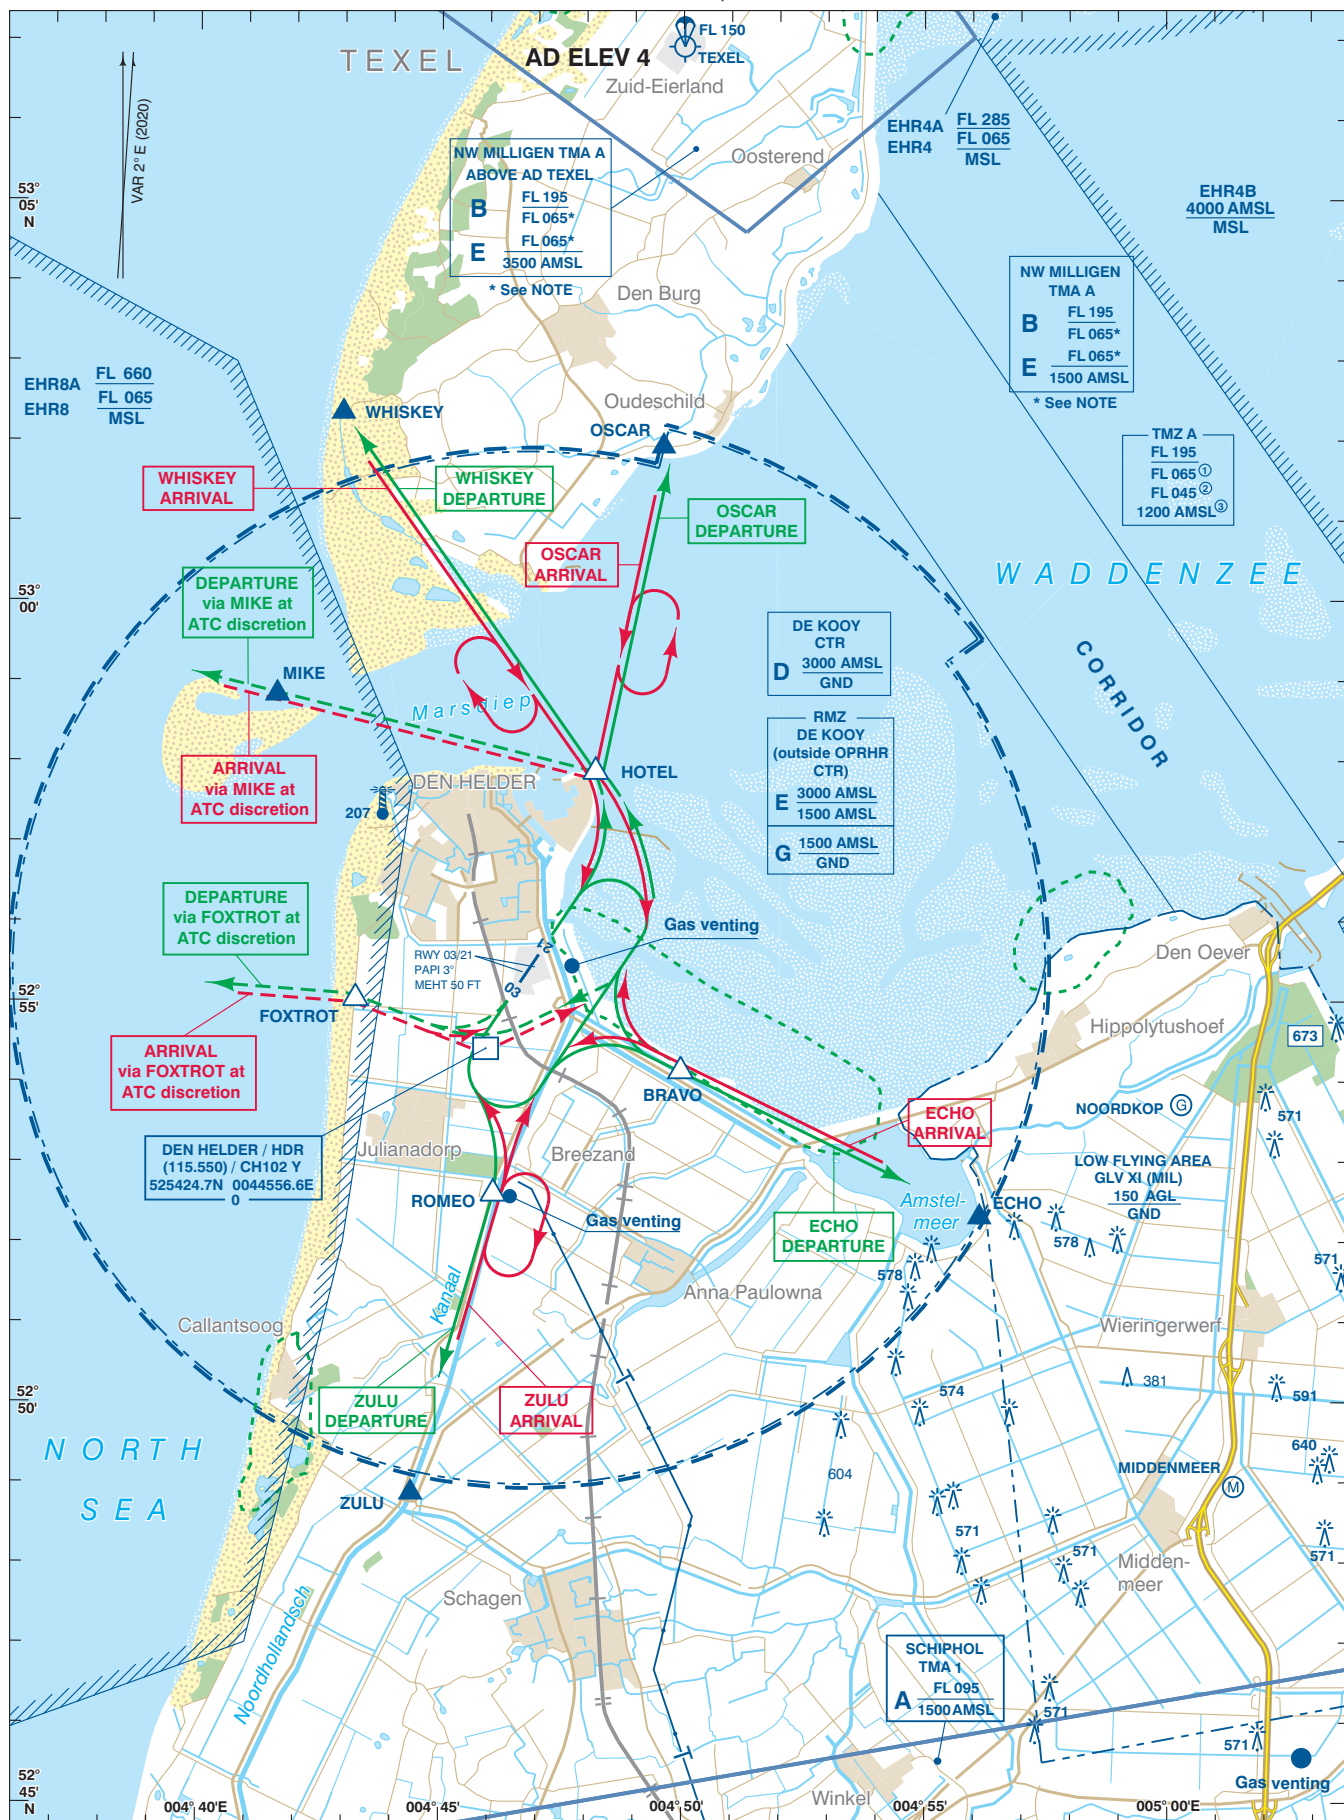 TEXEL
AD ELEV 4
FL 150
TEXEL
Zuid-Eierland
VAR 2° E (2020)
NW MILLIGEN TMA A
ABOVE AD TEXEL
B FL 195
FL 065*
E FL 065*
3500 AMSL
* See NOTE
Oosterend
EHR4A FL 285
FL 065
EHR4 MSL
53°
05'
N
EHR4B
4000 AMSL
MSL
NW MILLIGEN
TMA A
B FL 195
FL 065*
E FL 065*
1500 AMSL
* See NOTE
Den Burg
EHR8A FL 660
FL 065
EHR8 MSL
WHISKEY
Oudeschild
OSCAR
TMZ A
FL 195
FL 065 ①
FL 045 ②
1200 AMSL ③
WHISKEY
ARRIVAL
WHISKEY
DEPARTURE
OSCAR
DEPARTURE
OSCAR
ARRIVAL
53°
00'
WADDENZEE
DEPARTURE
via MIKE at
ATC discretion
DE KOOY
CTR
D 3000 AMSL
GND
CORRIDOR
MIKE
Marsdiep
RMZ
DE KOOY
(outside OPRHR
CTR)
E 3000 AMSL
1500 AMSL
G 1500 AMSL
GND
ARRIVAL
via MIKE at
ATC discretion
HOTEL
DEN HELDER
207
DEPARTURE
via FOXTROT at
ATC discretion
Gas venting
RWY 03/21
PAPI 3°
MEHT 50 FT
21
03
Den Oever
52°
55'
FOXTROT
Hippolytushoef
673
ARRIVAL
via FOXTROT at
ATC discretion
BRAVO
NOORDKOP G
571
ECHO
ARRIVAL
DEN HELDER / HDR
(115.550) / CH102 Y
525424.7N 0044556.6E
0
Julianadorp
Breezand
LOW FLYING AREA
GLV XI (MIL)
150 AGL
GND
ROMEO
Gas venting
Amstel-
meer
ECHO
ECHO
DEPARTURE
578
578
571
Kanaal
Anna Paulowna
Callantsoog
Wieringerwerf
52°
50'
ZULU
DEPARTURE
ZULU
ARRIVAL
574
381
591
NORTH
SEA
604
640
MIDDENMEER
M
ZULU
571
571
571
Midden-
meer
Schagen
Noordhollandsch
SCHIPHOL
TMA 1
A FL 095
1500 AMSL
571
571
Gas venting
52°
45'
N
Winkel
004° 40'E
004° 45'
004° 50'
004° 55'
005° 00'E